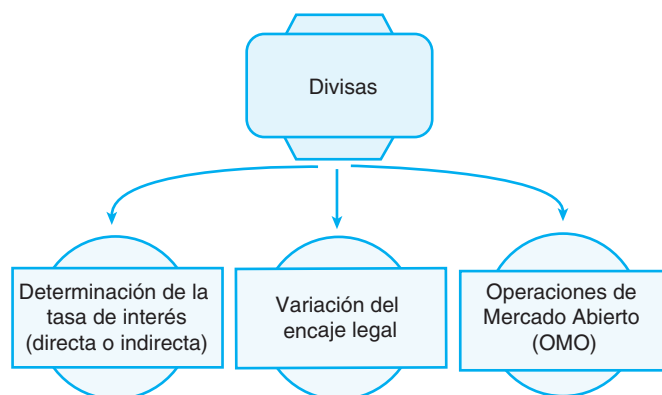 Divisas
Determinación de la
tasa de interés
(directa o indirecta)
Variación del
encaje legal
Operaciones de
Mercado Abierto
(OMO)